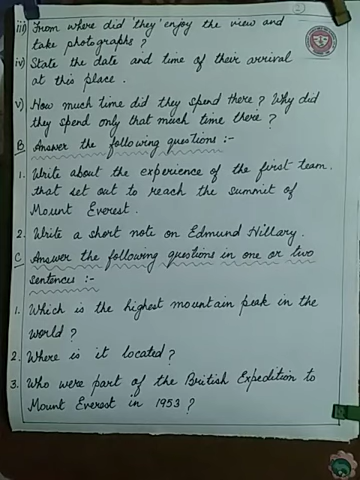 iii) From where did 'they' enjoy the view and
take photographs?
iv) State the date and time of their arrival
at this place.
v) How much time did they spend there? Why did
they spend only that much time there?
B Answer the following questions :-
1. Write about the experience of the first team.
that set out to reach the summit of
Mount Everest.
2. Write a short note on Edmund Hillary.
C Answer the following questions in one or two
sentences :-
1. Which is the highest mountain peak in the
world?
2. Where is it located?
3. Who were part of the British Expedition to
Mount Everest in 1953?